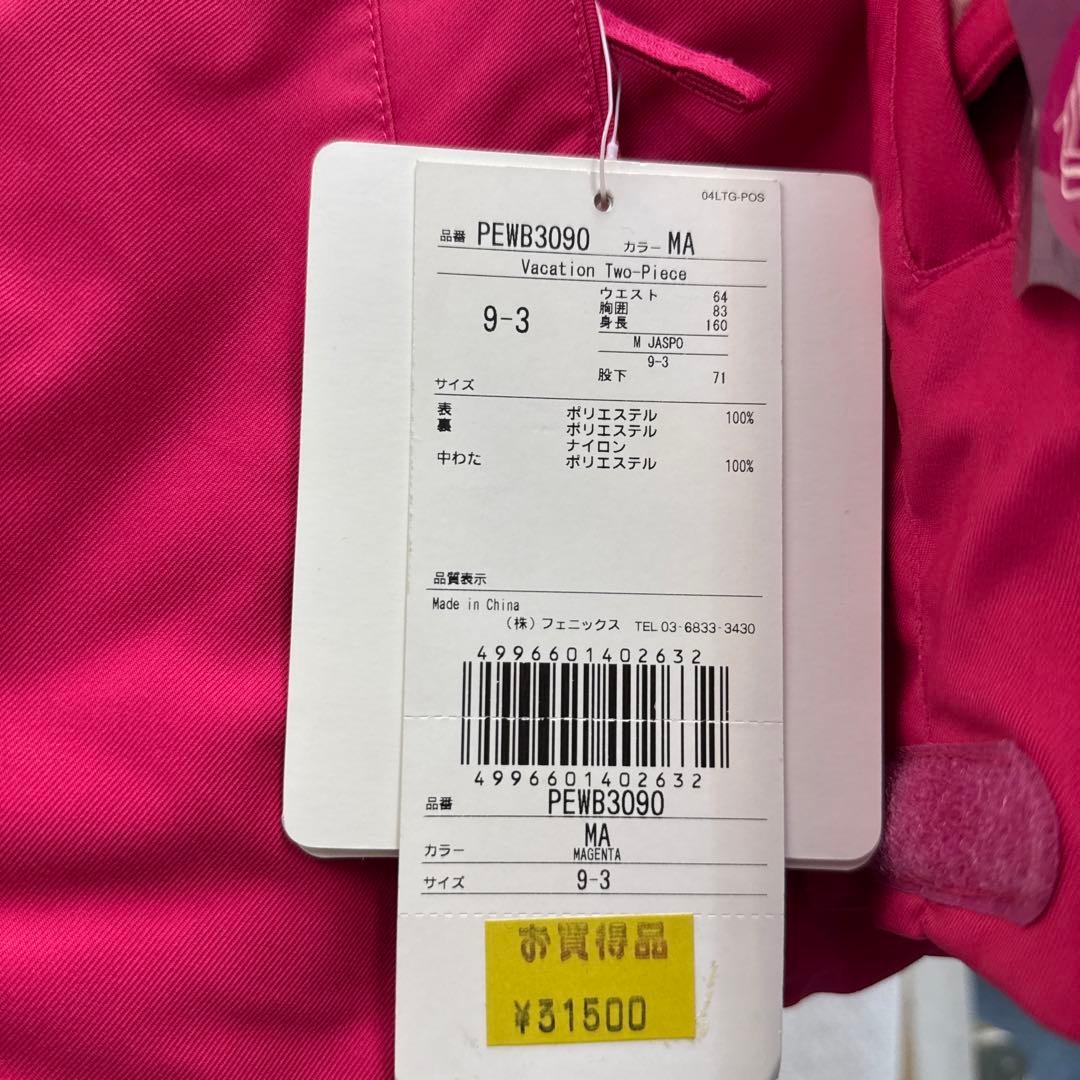 04LTG-POS
品番 PEWB3090 カラー MA
Vacation Two-Piece
9-3
ウエスト 64
胸囲 83
身長 160
M JASPO
9-3
股下 71
サイズ
表 ポリエステル 100%
裏 ポリエステル
ナイロン
中わた ポリエステル 100%
品質表示
Made in China
（株）フェニックス TEL 03-6833-3430
4996601402632
4996601402632
品番 PEWB3090
カラー MA
MAGENTA
サイズ 9-3
お買得品
¥31500